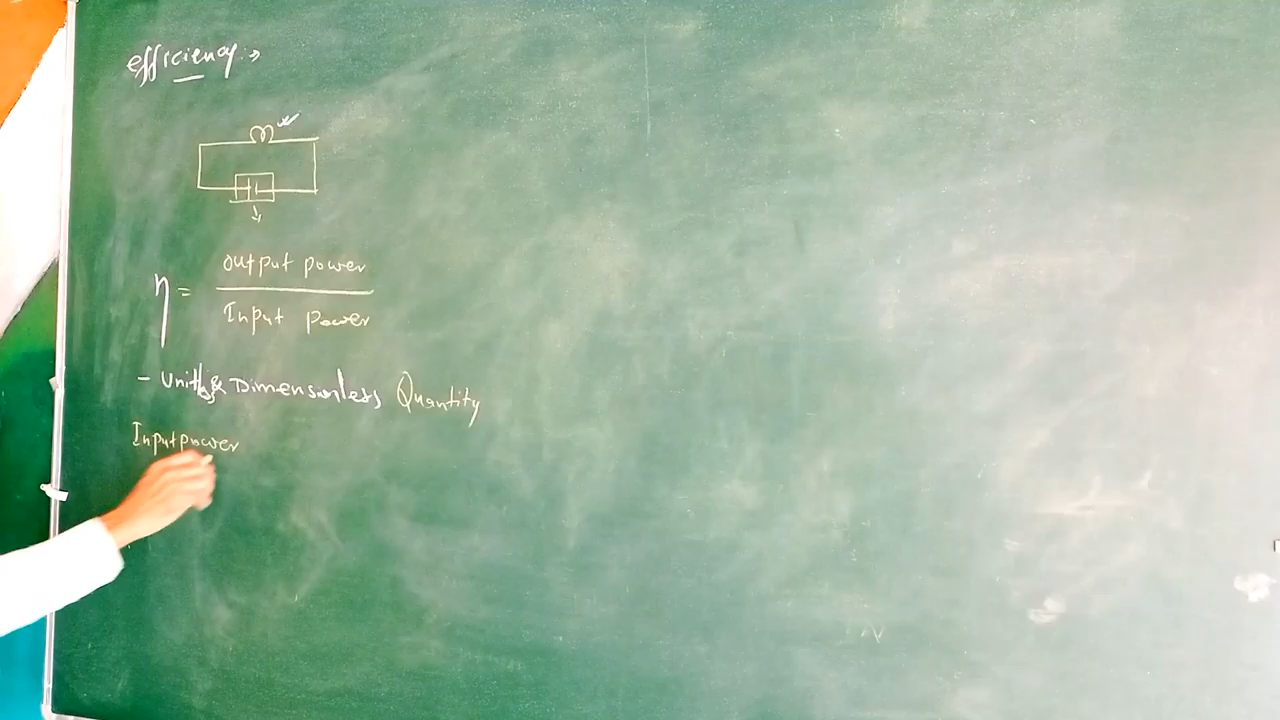 efficiency :→
η = output power / Input power
- Unitless & Dimensionless Quantity
Input power